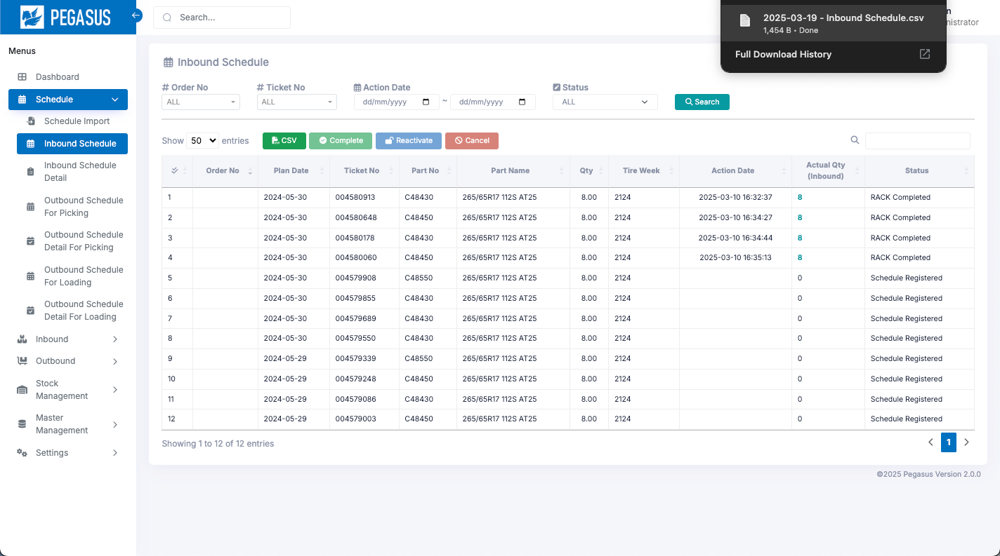 PEGASUS
Search...
2025-03-19 - Inbound Schedule.csv
1,454 B • Done
Full Download History
Menus
Dashboard
Schedule
Schedule Import
Inbound Schedule
Inbound Schedule
Detail
Outbound Schedule
For Picking
Outbound Schedule
Detail For Picking
Outbound Schedule
For Loading
Outbound Schedule
Detail For Loading
Inbound
Outbound
Stock
Management
Master
Management
Settings
Inbound Schedule
# Order No # Ticket No Action Date Status
ALL ALL dd/mm/yyyy ~ dd/mm/yyyy ALL Search
Show 50 entries CSV Complete Reactivate Cancel
Order No Plan Date Ticket No Part No Part Name Qty Tire Week Action Date Actual Qty (Inbound) Status
1 2024-05-30 004580913 C48430 265/65R17 112S AT25 8.00 2124 2025-03-10 16:32:37 8 RACK Completed
2 2024-05-30 004580648 C48450 265/65R17 112S AT25 8.00 2124 2025-03-10 16:34:27 8 RACK Completed
3 2024-05-30 004580178 C48430 265/65R17 112S AT25 8.00 2124 2025-03-10 16:34:44 8 RACK Completed
4 2024-05-30 004580060 C48450 265/65R17 112S AT25 8.00 2124 2025-03-10 16:35:13 8 RACK Completed
5 2024-05-30 004579908 C48550 265/65R17 112S AT25 8.00 2124 0 Schedule Registered
6 2024-05-30 004579855 C48430 265/65R17 112S AT25 8.00 2124 0 Schedule Registered
7 2024-05-30 004579689 C48430 265/65R17 112S AT25 8.00 2124 0 Schedule Registered
8 2024-05-30 004579550 C48430 265/65R17 112S AT25 8.00 2124 0 Schedule Registered
9 2024-05-29 004579339 C48550 265/65R17 112S AT25 8.00 2124 0 Schedule Registered
10 2024-05-29 004579248 C48450 265/65R17 112S AT25 8.00 2124 0 Schedule Registered
11 2024-05-29 004579086 C48430 265/65R17 112S AT25 8.00 2124 0 Schedule Registered
12 2024-05-29 004579003 C48450 265/65R17 112S AT25 8.00 2124 0 Schedule Registered
Showing 1 to 12 of 12 entries
1
©2025 Pegasus Version 2.0.0